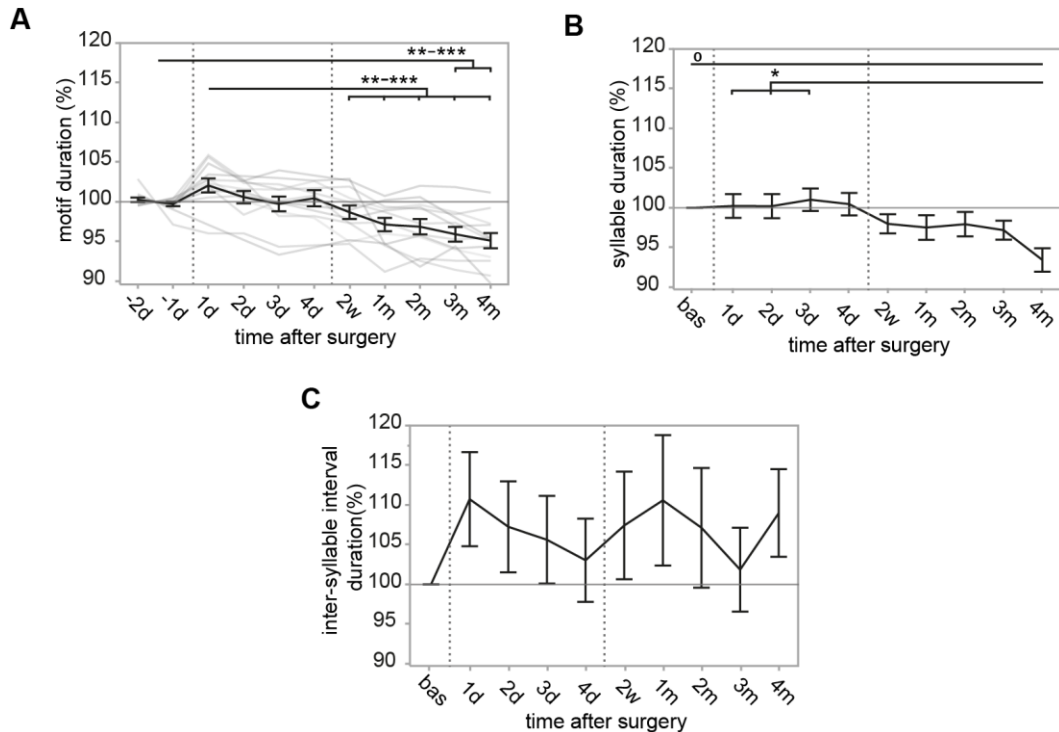 A
120
115
110
105
100
95
90
motif duration (%)
**-***
**-***
-2d -1d 1d 2d 3d 4d 2w 1m 2m 3m 4m
time after surgery
B
120
115
110
105
100
95
90
syllable duration (%)
o
*
bas 1d 2d 3d 4d 2w 1m 2m 3m 4m
time after surgery
C
120
115
110
105
100
95
90
inter-syllable interval
duration(%)
bas 1d 2d 3d 4d 2w 1m 2m 3m 4m
time after surgery